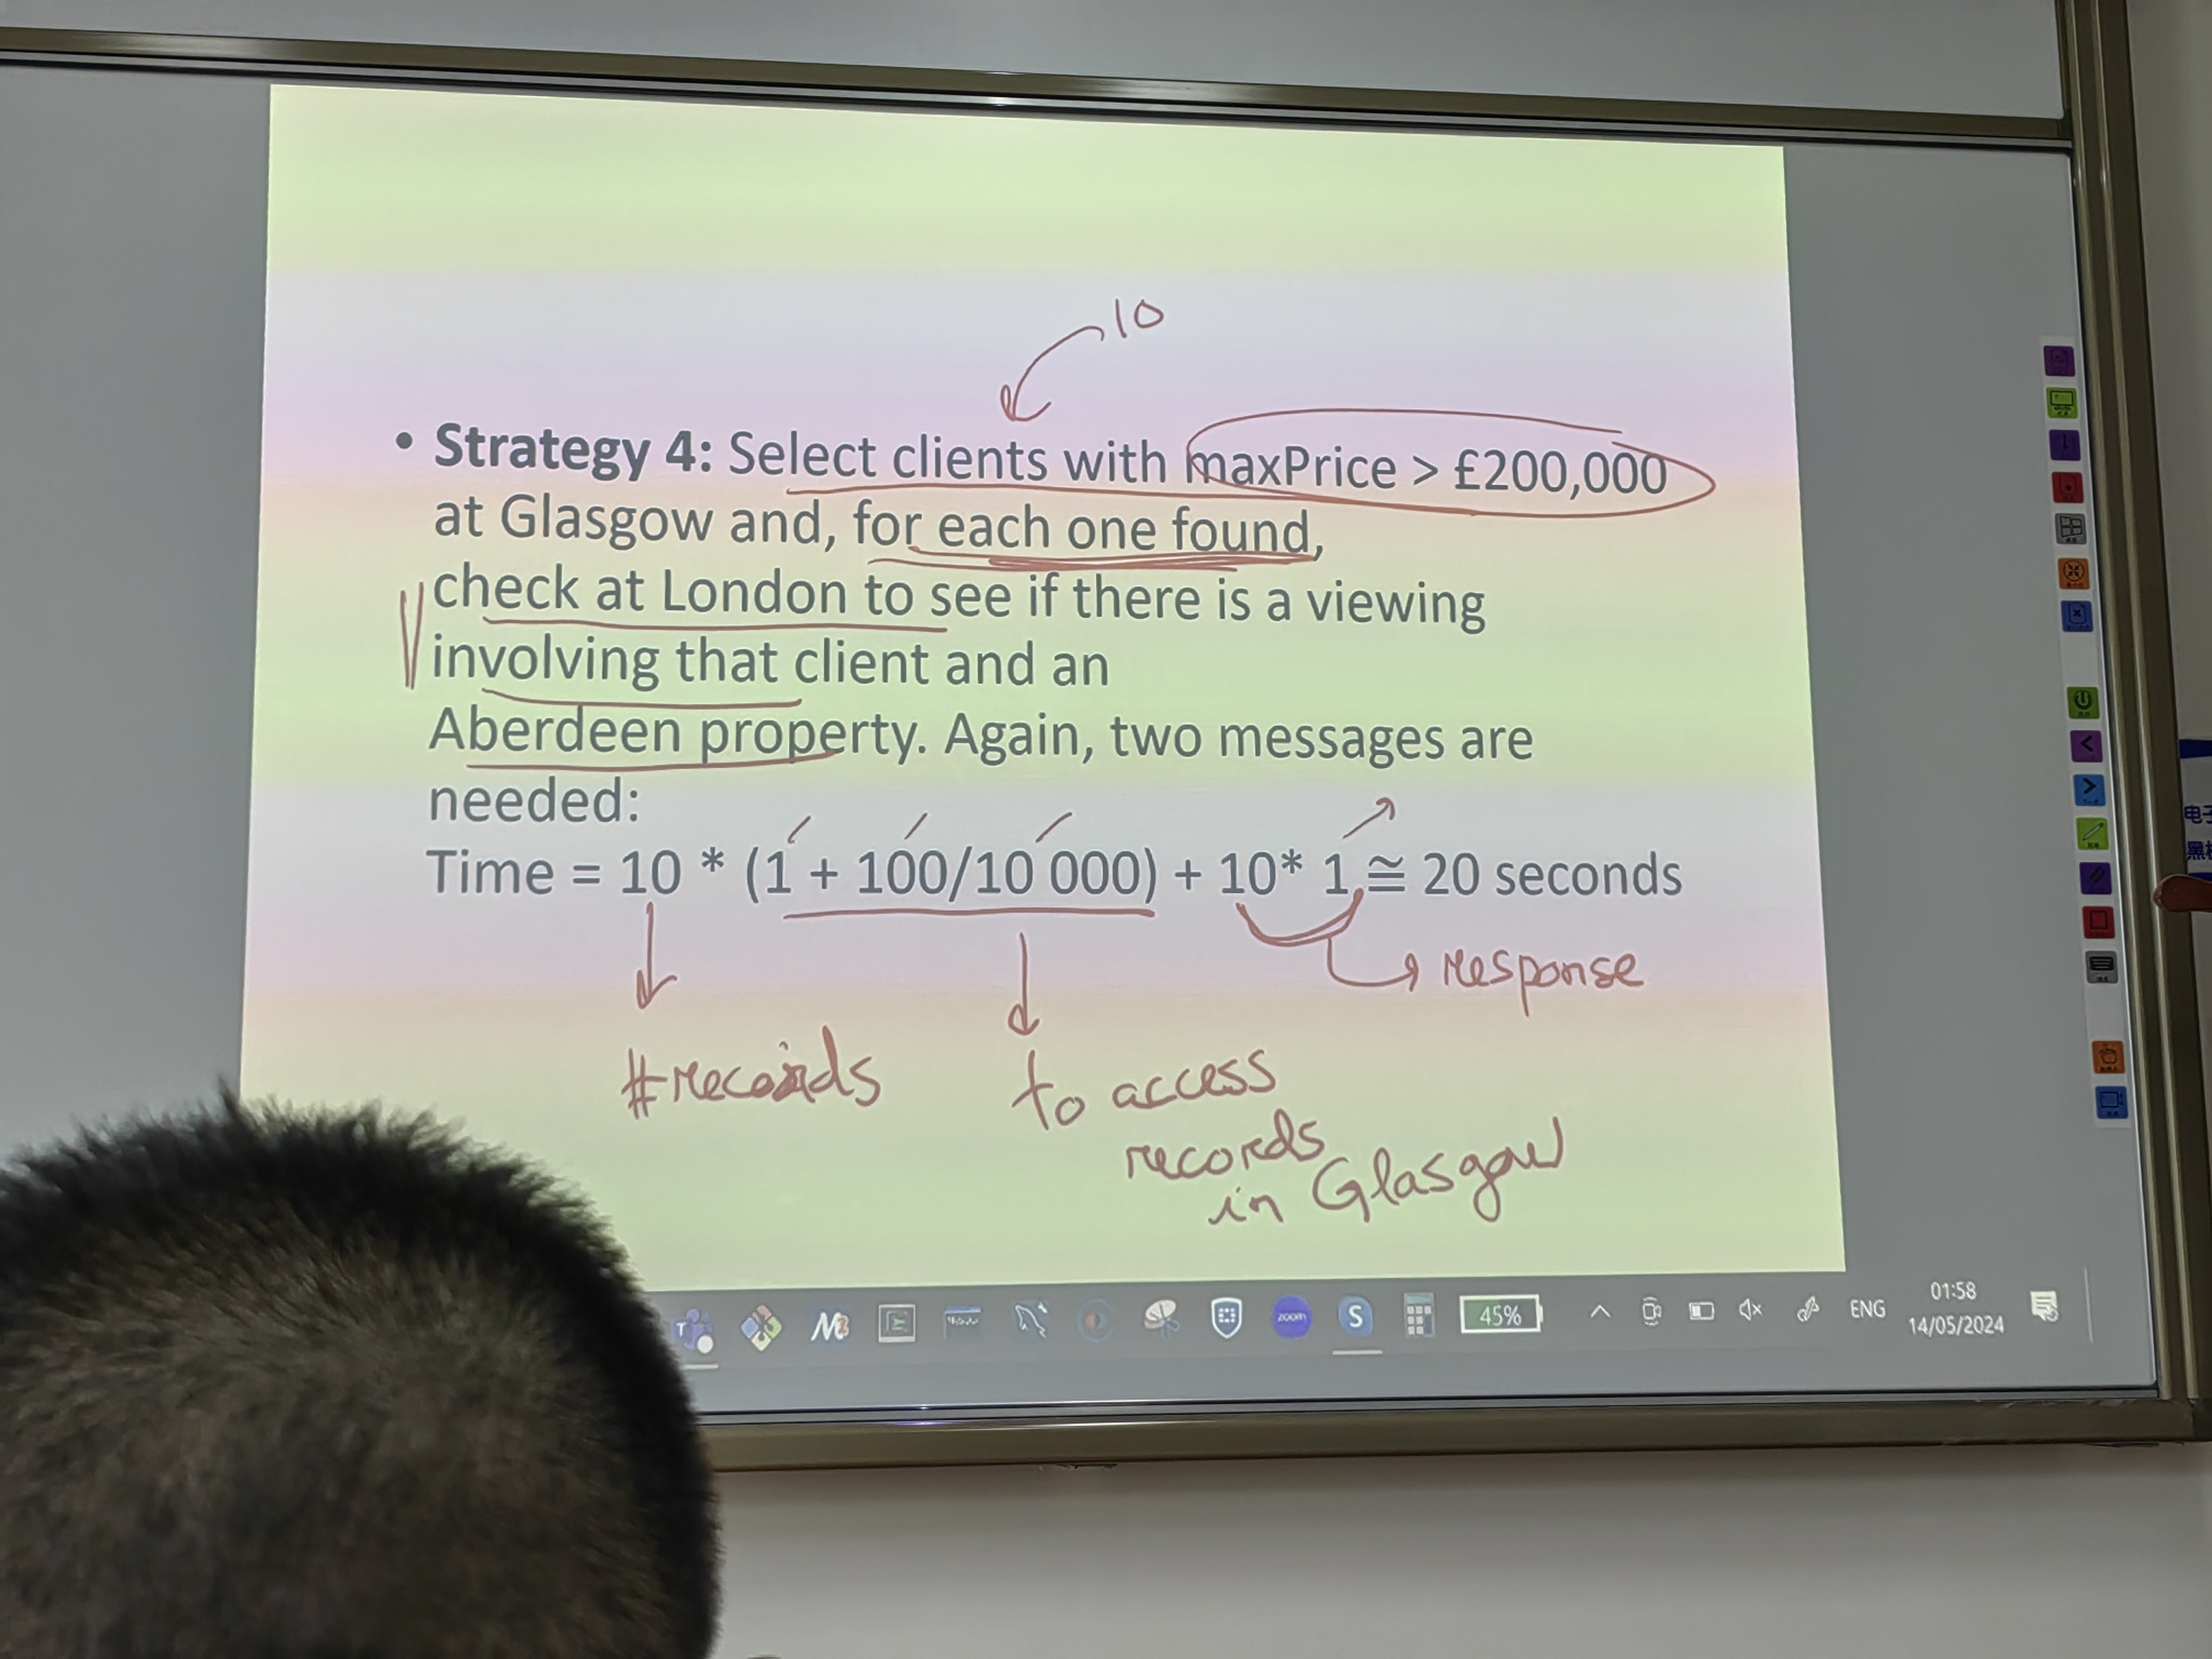 10
• Strategy 4: Select clients with maxPrice > £200,000
at Glasgow and, for each one found,
check at London to see if there is a viewing
involving that client and an
Aberdeen property. Again, two messages are
needed:
Time = 10 * (1 + 100/10 000) + 10* 1 ≅ 20 seconds
response
#records
to access
records
in Glasgow
zoom
S
45%
ENG
01:58
14/05/2024
电子